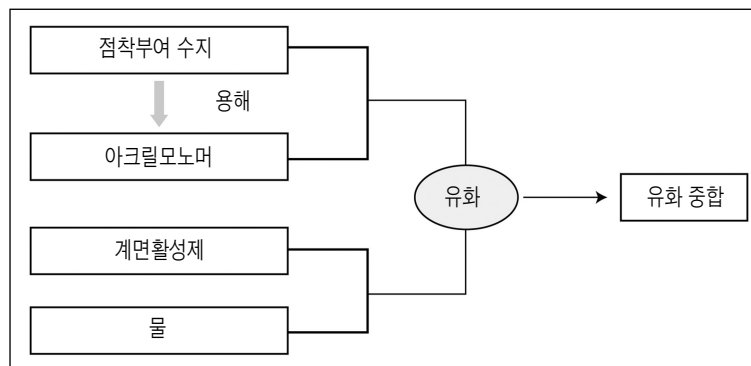 점착부여 수지
용해
아크릴모노머
유화
유화 중합
계면활성제
물